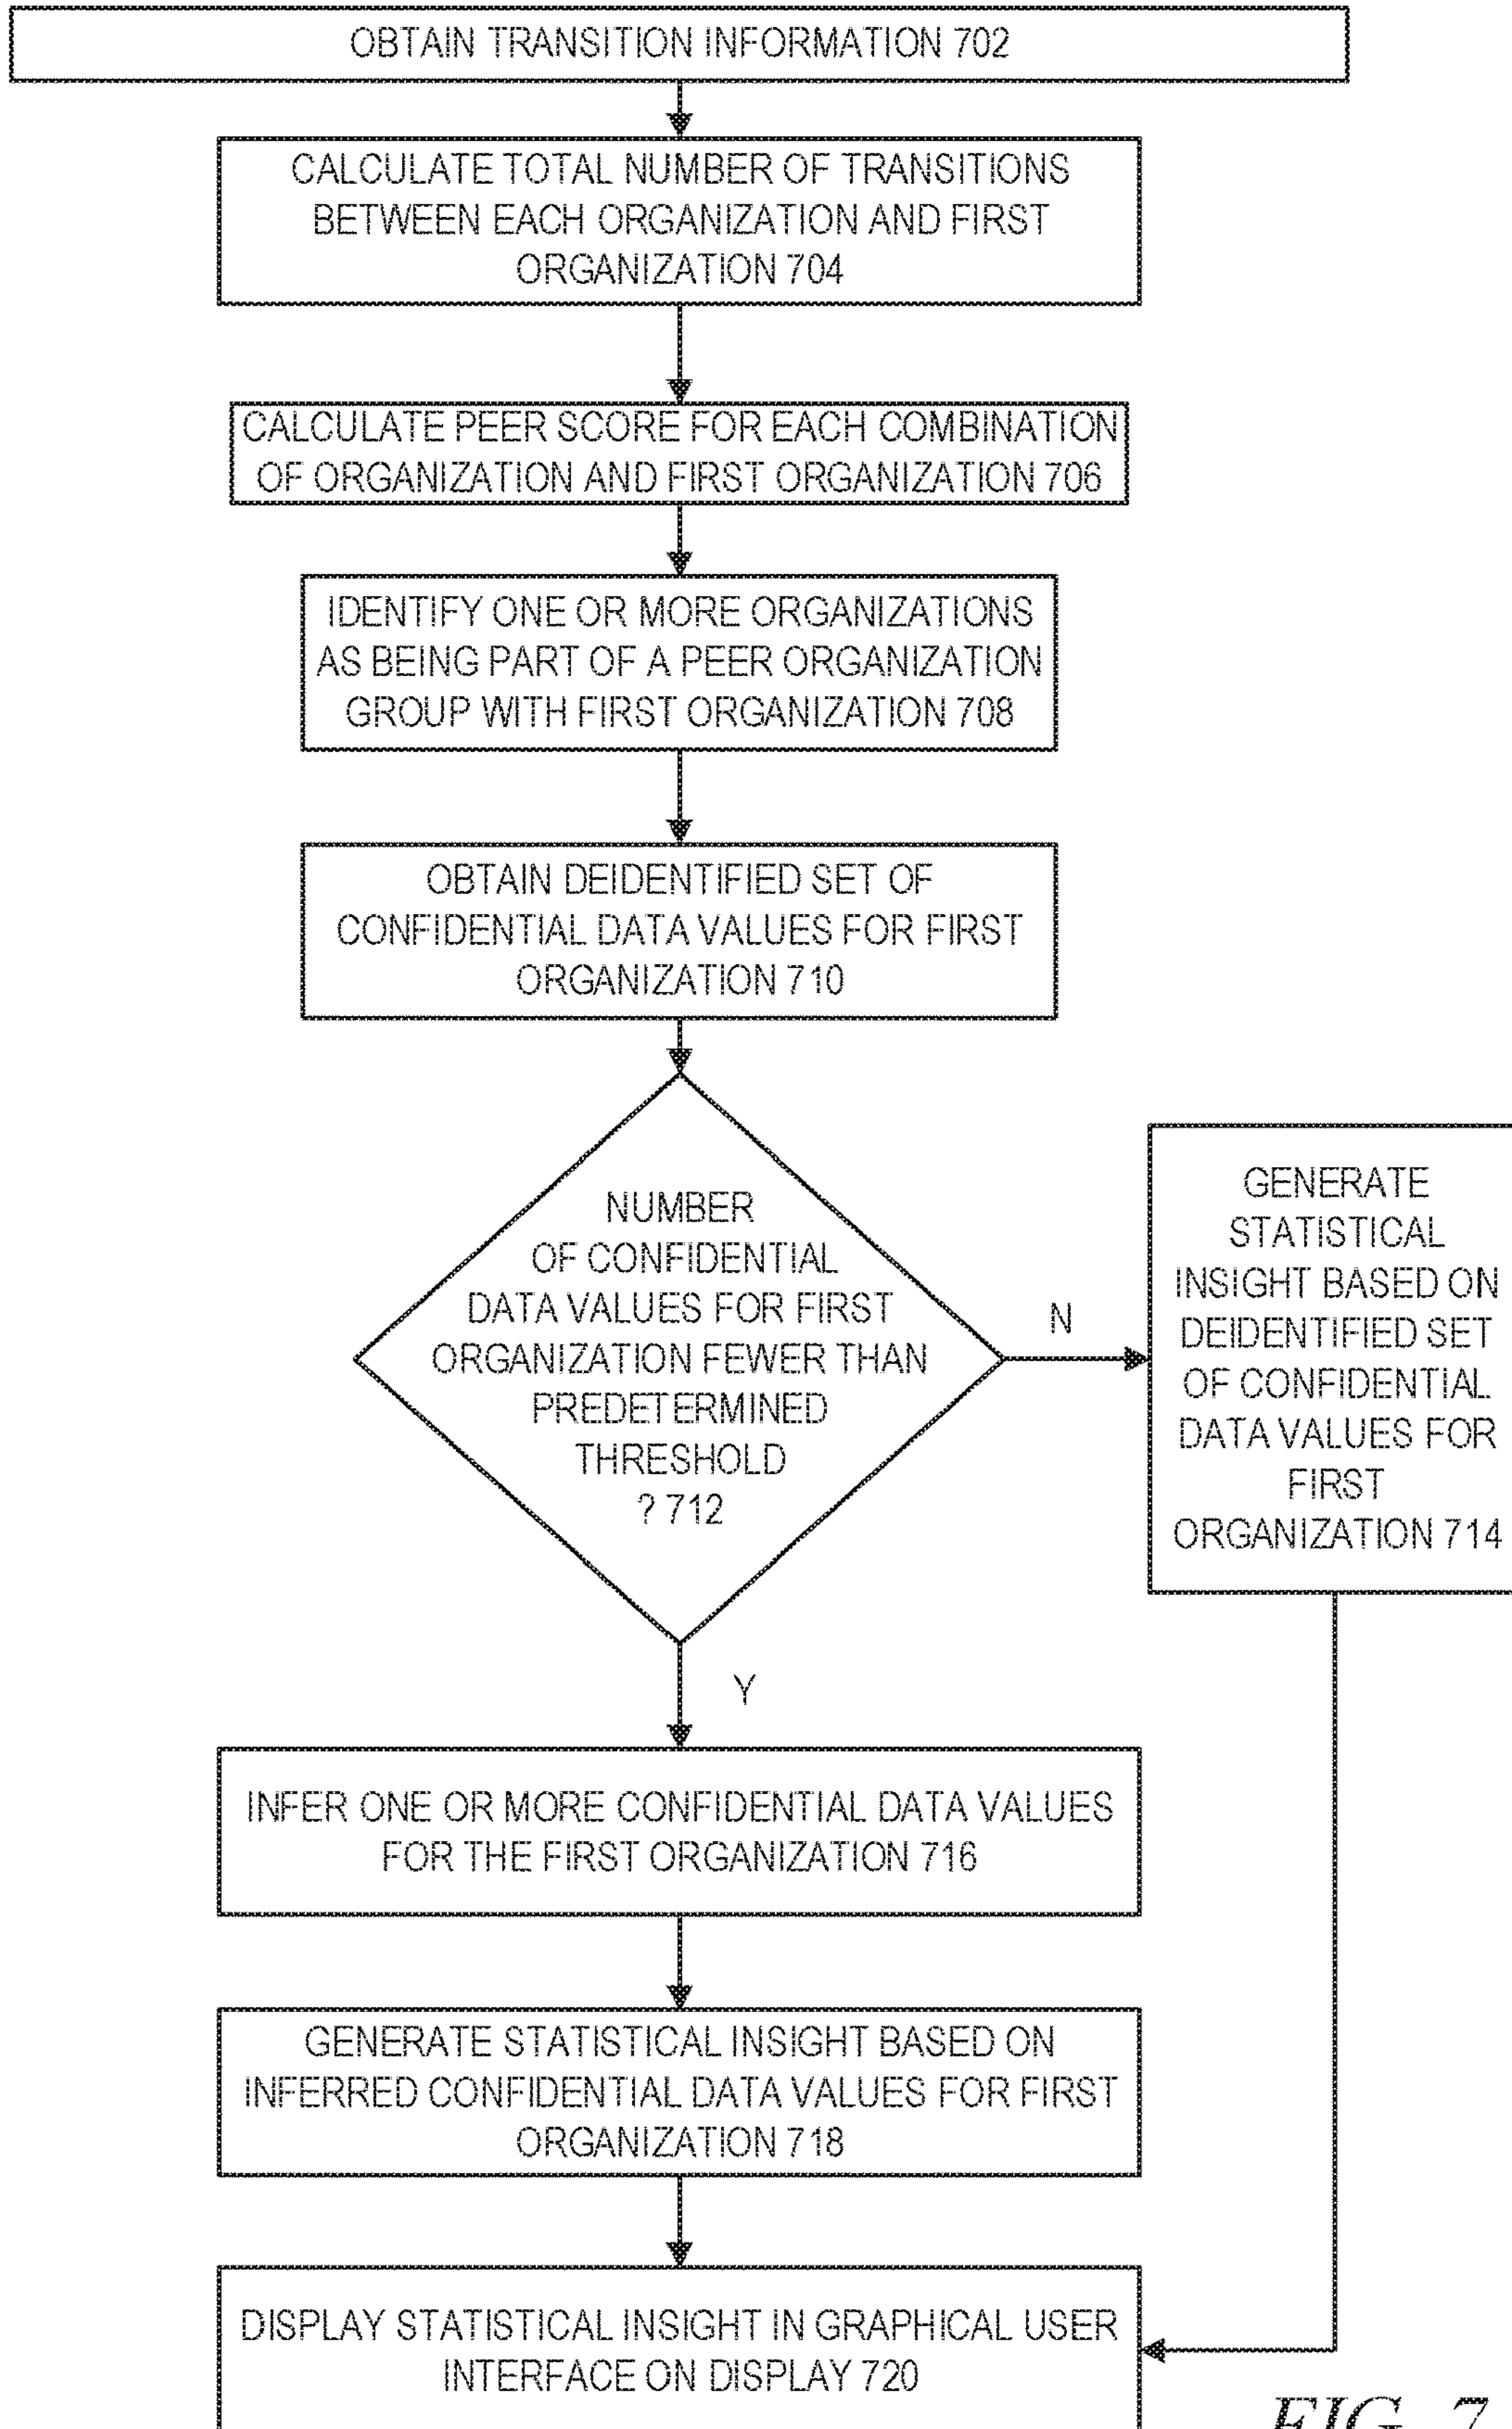 OBTAIN TRANSITION INFORMATION 702
CALCULATE TOTAL NUMBER OF TRANSITIONS
BETWEEN EACH ORGANIZATION AND FIRST
ORGANIZATION 704
CALCULATE PEER SCORE FOR EACH COMBINATION
OF ORGANIZATION AND FIRST ORGANIZATION 706
IDENTIFY ONE OR MORE ORGANIZATIONS
AS BEING PART OF A PEER ORGANIZATION
GROUP WITH FIRST ORGANIZATION 708
OBTAIN DEIDENTIFIED SET OF
CONFIDENTIAL DATA VALUES FOR FIRST
ORGANIZATION 710
NUMBER
OF CONFIDENTIAL
DATA VALUES FOR FIRST
ORGANIZATION FEWER THAN
PREDETERMINED
THRESHOLD
? 712
N
GENERATE
STATISTICAL
INSIGHT BASED ON
DEIDENTIFIED SET
OF CONFIDENTIAL
DATA VALUES FOR
FIRST
ORGANIZATION 714
Y
INFER ONE OR MORE CONFIDENTIAL DATA VALUES
FOR THE FIRST ORGANIZATION 716
GENERATE STATISTICAL INSIGHT BASED ON
INFERRED CONFIDENTIAL DATA VALUES FOR FIRST
ORGANIZATION 718
DISPLAY STATISTICAL INSIGHT IN GRAPHICAL USER
INTERFACE ON DISPLAY 720
FIG. 7